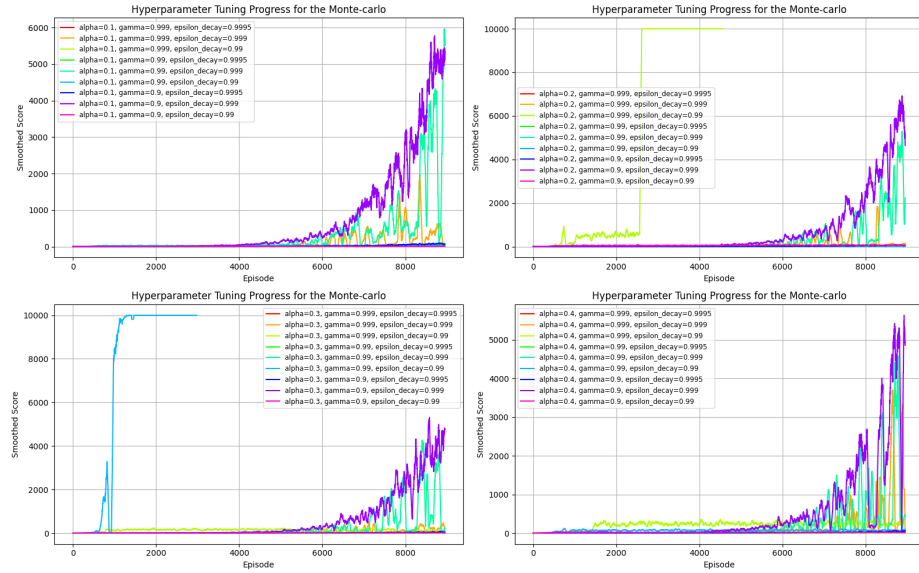 Hyperparameter Tuning Progress for the Monte-carlo
6000
5000
4000
3000
2000
1000
0
Smoothed Score
alpha=0.1, gamma=0.999, epsilon_decay=0.9995
alpha=0.1, gamma=0.999, epsilon_decay=0.999
alpha=0.1, gamma=0.999, epsilon_decay=0.99
alpha=0.1, gamma=0.99, epsilon_decay=0.9995
alpha=0.1, gamma=0.99, epsilon_decay=0.999
alpha=0.1, gamma=0.99, epsilon_decay=0.99
alpha=0.1, gamma=0.9, epsilon_decay=0.9995
alpha=0.1, gamma=0.9, epsilon_decay=0.999
alpha=0.1, gamma=0.9, epsilon_decay=0.99
0 2000 4000 6000 8000
Episode
Hyperparameter Tuning Progress for the Monte-carlo
10000
8000
6000
4000
2000
0
Smoothed Score
alpha=0.2, gamma=0.999, epsilon_decay=0.9995
alpha=0.2, gamma=0.999, epsilon_decay=0.999
alpha=0.2, gamma=0.999, epsilon_decay=0.99
alpha=0.2, gamma=0.99, epsilon_decay=0.9995
alpha=0.2, gamma=0.99, epsilon_decay=0.999
alpha=0.2, gamma=0.99, epsilon_decay=0.99
alpha=0.2, gamma=0.9, epsilon_decay=0.9995
alpha=0.2, gamma=0.9, epsilon_decay=0.999
alpha=0.2, gamma=0.9, epsilon_decay=0.99
0 2000 4000 6000 8000
Episode
Hyperparameter Tuning Progress for the Monte-carlo
10000
8000
6000
4000
2000
0
Smoothed Score
alpha=0.3, gamma=0.999, epsilon_decay=0.9995
alpha=0.3, gamma=0.999, epsilon_decay=0.999
alpha=0.3, gamma=0.999, epsilon_decay=0.99
alpha=0.3, gamma=0.99, epsilon_decay=0.9995
alpha=0.3, gamma=0.99, epsilon_decay=0.999
alpha=0.3, gamma=0.99, epsilon_decay=0.99
alpha=0.3, gamma=0.9, epsilon_decay=0.9995
alpha=0.3, gamma=0.9, epsilon_decay=0.999
alpha=0.3, gamma=0.9, epsilon_decay=0.99
0 2000 4000 6000 8000
Episode
Hyperparameter Tuning Progress for the Monte-carlo
5000
4000
3000
2000
1000
0
Smoothed Score
alpha=0.4, gamma=0.999, epsilon_decay=0.9995
alpha=0.4, gamma=0.999, epsilon_decay=0.999
alpha=0.4, gamma=0.999, epsilon_decay=0.99
alpha=0.4, gamma=0.99, epsilon_decay=0.9995
alpha=0.4, gamma=0.99, epsilon_decay=0.999
alpha=0.4, gamma=0.99, epsilon_decay=0.99
alpha=0.4, gamma=0.9, epsilon_decay=0.9995
alpha=0.4, gamma=0.9, epsilon_decay=0.999
alpha=0.4, gamma=0.9, epsilon_decay=0.99
0 2000 4000 6000 8000
Episode